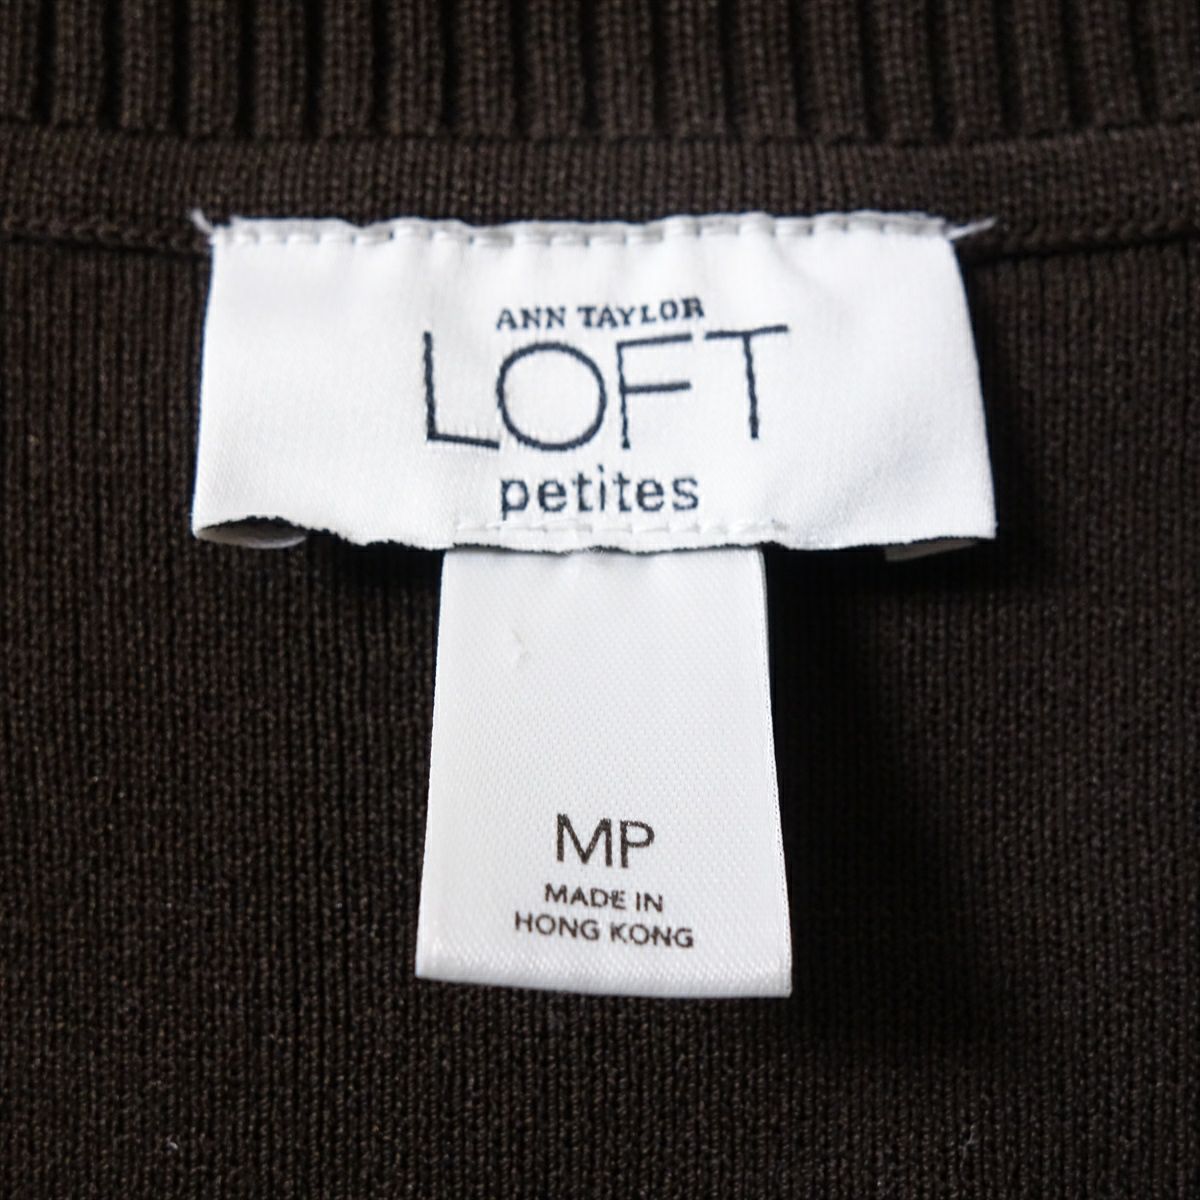 ANN TAYLOR
LOFT
petites
MP
MADE IN
HONG KONG